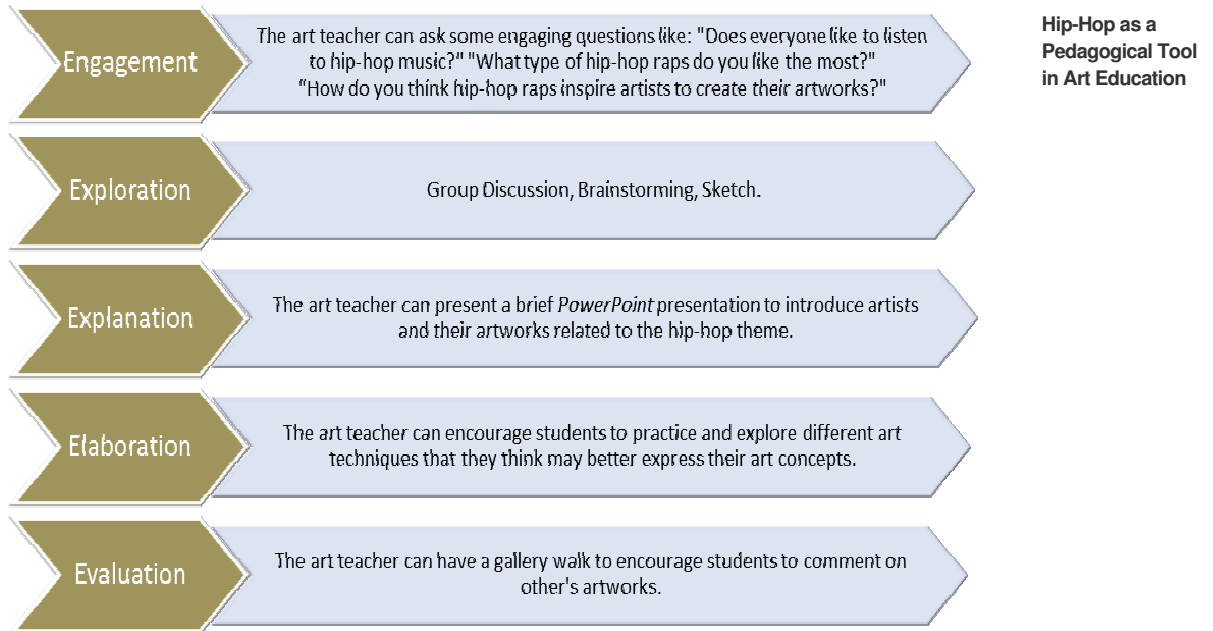 Engagement
The art teacher can ask some engaging questions like: "Does everyone like to listen
to hip-hop music?" "What type of hip-hop raps do you like the most?"
“How do you think hip-hop raps inspire artists to create their artworks?"
Exploration
Group Discussion, Brainstorming, Sketch.
Explanation
The art teacher can present a brief PowerPoint presentation to introduce artists
and their artworks related to the hip-hop theme.
Elaboration
The art teacher can encourage students to practice and explore different art
techniques that they think may better express their art concepts.
Evaluation
The art teacher can have a gallery walk to encourage students to comment on
other's artworks.
Hip-Hop as a
Pedagogical Tool
in Art Education